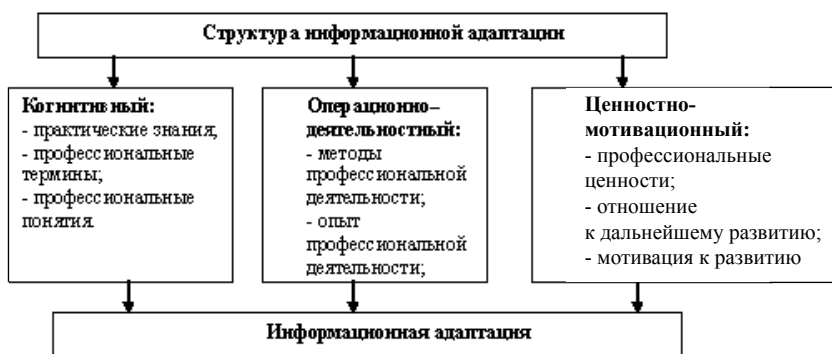 Структура информационной адаптации
Когнитивный:
- практические знания;
- профессиональные
термины;
- профессиональные
понятия.
Операционно–
деятельностный:
- методы
профессиональной
деятельности;
- опыт
профессиональной
деятельности;
Ценностно-
мотивационный:
- профессиональные
ценности;
- отношение
к дальнейшему развитию;
- мотивация к развитию
Информационная адаптация